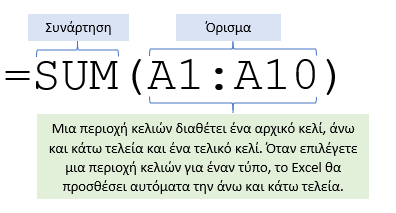 Συνάρτηση Όρισμα
=SUM(A1:A10)
Μια περιοχή κελιών διαθέτει ένα αρχικό κελί, άνω
και κάτω τελεία και ένα τελικό κελί. Όταν επιλέγετε
μια περιοχή κελιών για έναν τύπο, το Excel θα
προσθέσει αυτόματα την άνω και κάτω τελεία.